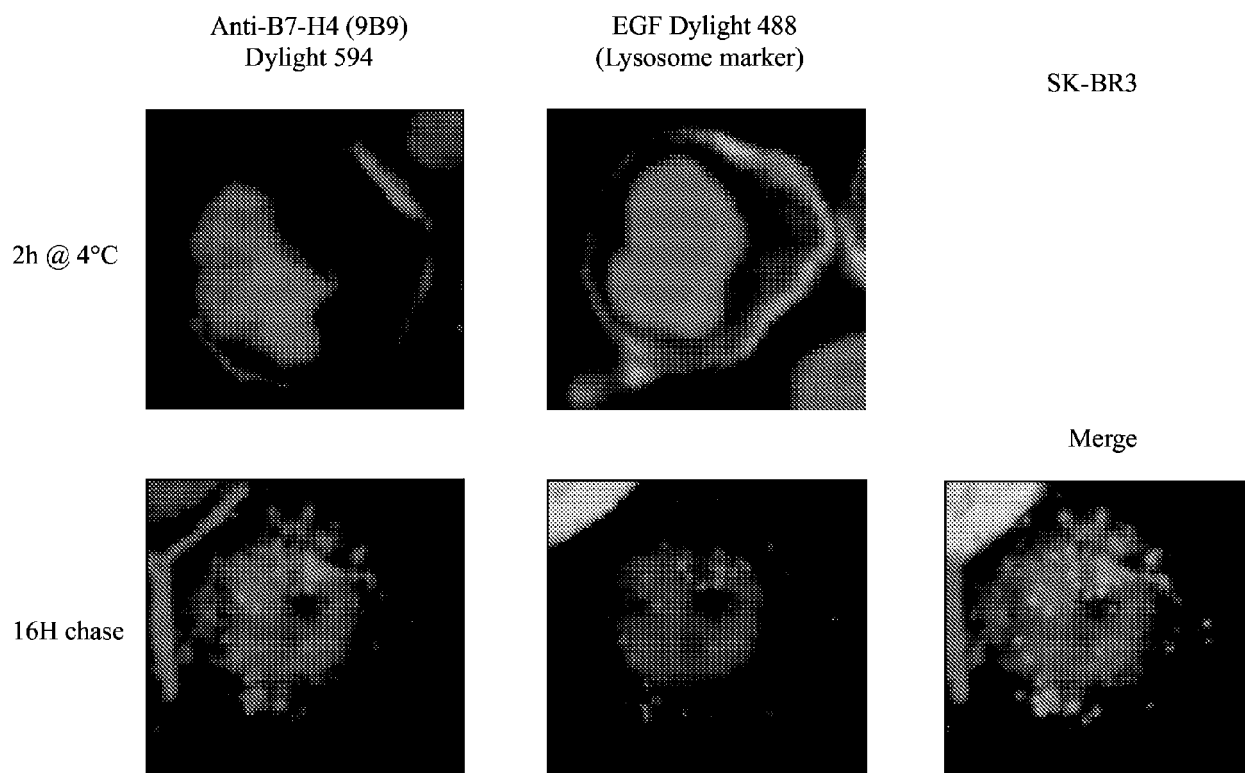 Anti-B7-H4 (9B9)
Dylight 594
EGF Dylight 488
(Lysosome marker)
SK-BR3
2h @ 4°C
Merge
16H chase